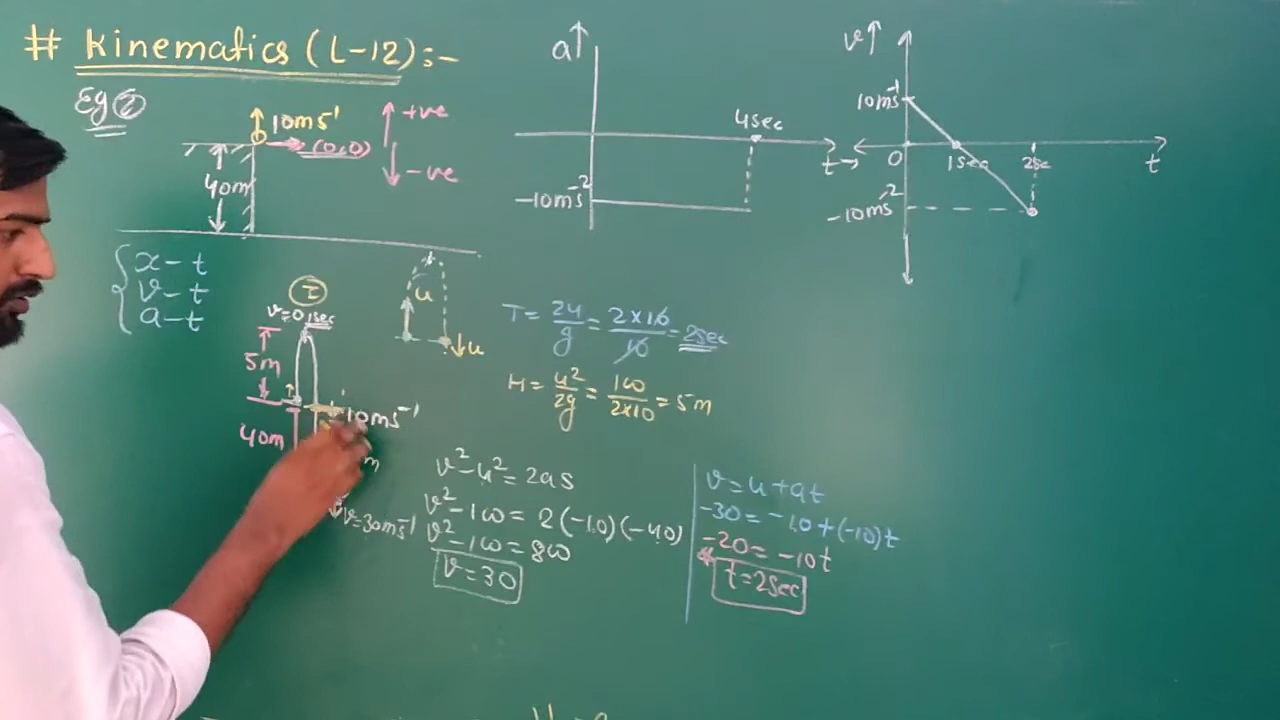 # Kinematics (L-12):-
Eg ②
10ms⁻¹
(0,0)
+ve
-ve
40m
x-t
v-t
a-t
I
v=0, 1sec
5m
-10ms⁻¹
40m
m
v=30ms⁻¹
u
u
a↑
4sec
t→
-10ms⁻²
v↑
10ms⁻¹
0
1sec
2sec
t
-10ms⁻²
T = 2u/g = 2×10/10 = 2sec
H = u²/2g = 100/2×10 = 5m
v²-u² = 2as
v²-100 = 2(-10)(-40)
v²-100 = 800
v=30
v=u+at
-30=-10+(-10)t
-20=-10t
t=2sec